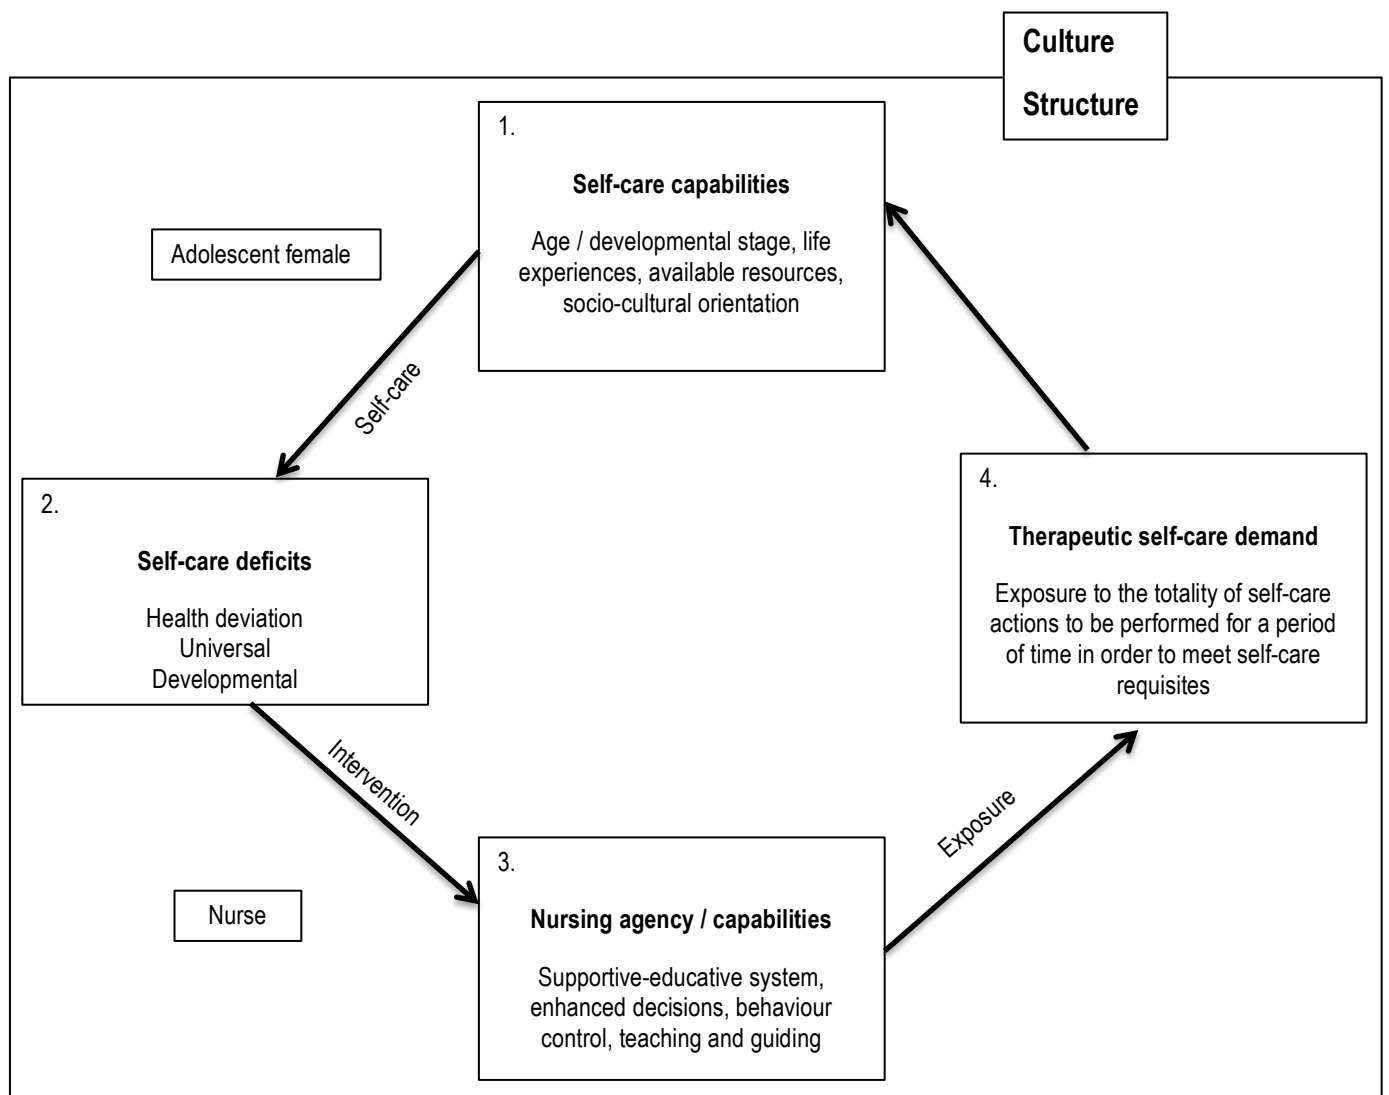 Culture
Structure
1.
Self-care capabilities
Age / developmental stage, life
experiences, available resources,
socio-cultural orientation
Adolescent female
Self-care
2.
Self-care deficits
Health deviation
Universal
Developmental
4.
Therapeutic self-care demand
Exposure to the totality of self-care
actions to be performed for a period
of time in order to meet self-care
requisites
Intervention
Exposure
Nurse
3.
Nursing agency / capabilities
Supportive-educative system,
enhanced decisions, behaviour
control, teaching and guiding